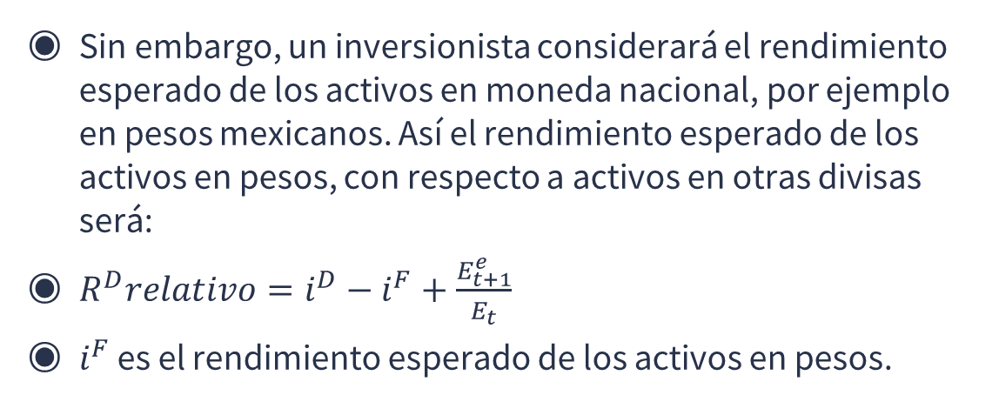 ◉ Sin embargo, un inversionista considerará el rendimiento
esperado de los activos en moneda nacional, por ejemplo
en pesos mexicanos. Así el rendimiento esperado de los
activos en pesos, con respecto a activos en otras divisas
será:
◉ $R^D relativo = i^D - i^F + \frac{E^e_{t+1}}{E_t}$
◉ $i^F$ es el rendimiento esperado de los activos en pesos.